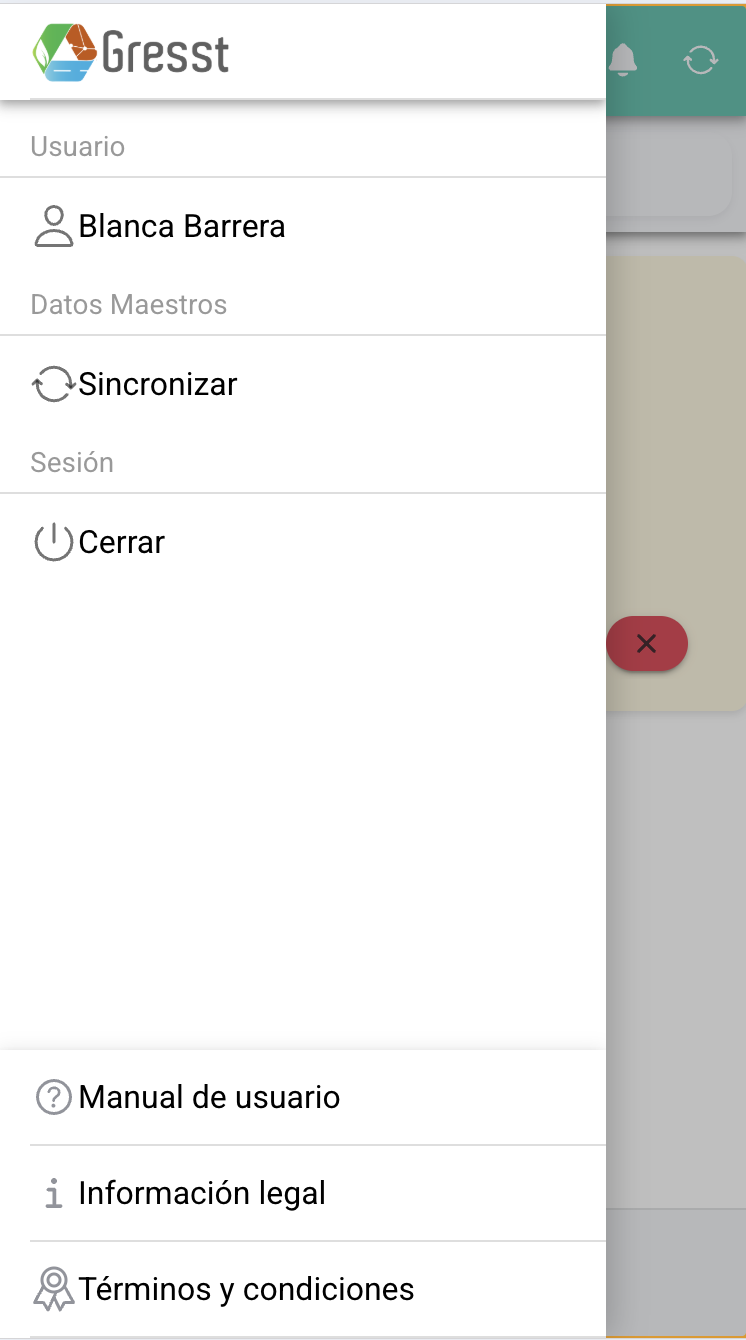 Gresst
Usuario
Blanca Barrera
Datos Maestros
Sincronizar
Sesión
Cerrar
Manual de usuario
Información legal
Términos y condiciones